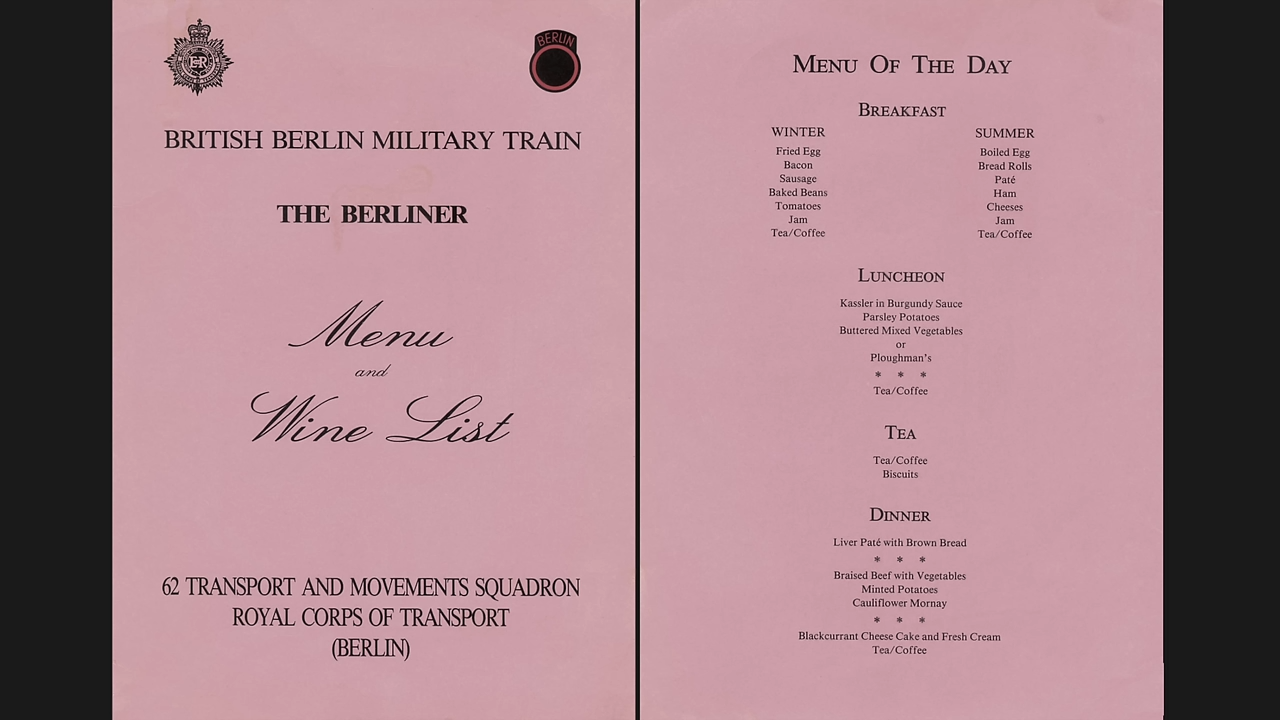 BERLIN
EIIR
BRITISH BERLIN MILITARY TRAIN
THE BERLINER
Menu
and
Wine List
62 TRANSPORT AND MOVEMENTS SQUADRON
ROYAL CORPS OF TRANSPORT
(BERLIN)
MENU OF THE DAY
BREAKFAST
WINTER
Fried Egg
Bacon
Sausage
Baked Beans
Tomatoes
Jam
Tea/Coffee
SUMMER
Boiled Egg
Bread Rolls
Paté
Ham
Cheeses
Jam
Tea/Coffee
LUNCHEON
Kassler in Burgundy Sauce
Parsley Potatoes
Buttered Mixed Vegetables
or
Ploughman's
* * *
Tea/Coffee
TEA
Tea/Coffee
Biscuits
DINNER
Liver Paté with Brown Bread
* * *
Braised Beef with Vegetables
Minted Potatoes
Cauliflower Mornay
* * *
Blackcurrant Cheese Cake and Fresh Cream
Tea/Coffee